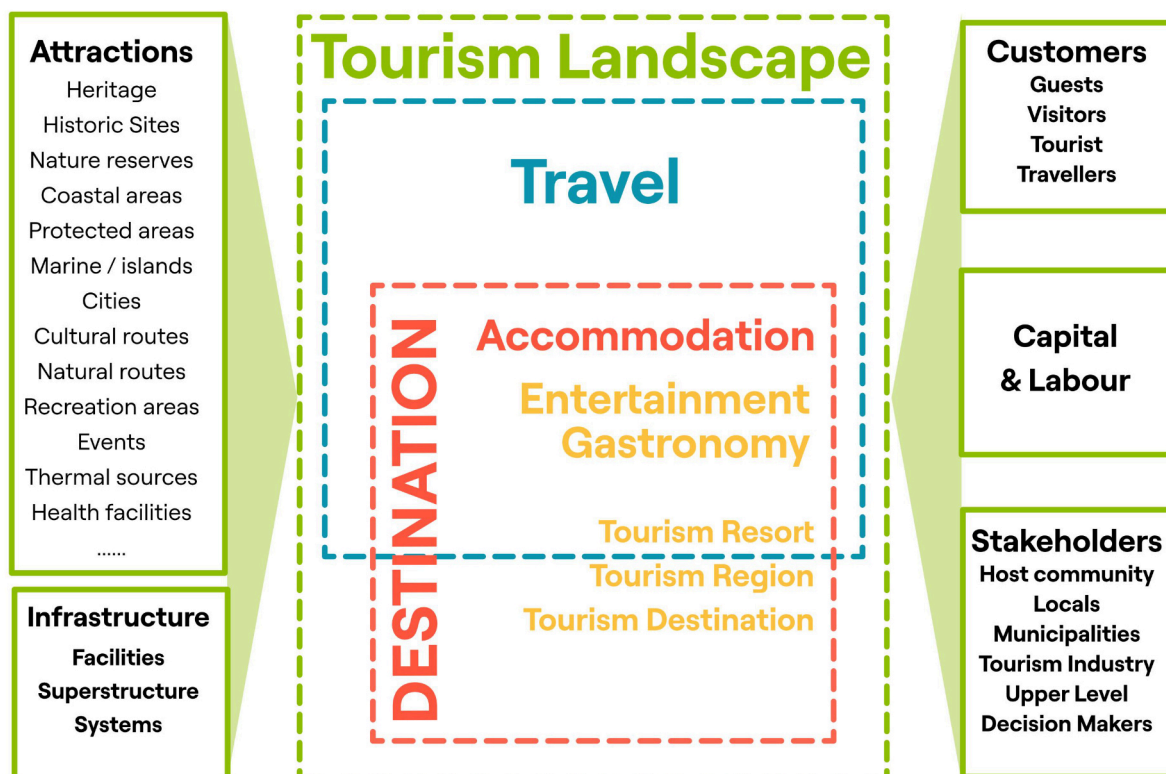 Attractions
Heritage
Historic Sites
Nature reserves
Coastal areas
Protected areas
Marine / islands
Cities
Cultural routes
Natural routes
Recreation areas
Events
Thermal sources
Health facilities
......
Infrastructure
Facilities
Superstructure
Systems
Tourism Landscape
Travel
DESTINATION
Accommodation
Entertainment
Gastronomy
Tourism Resort
Tourism Region
Tourism Destination
Customers
Guests
Visitors
Tourist
Travellers
Capital
& Labour
Stakeholders
Host community
Locals
Municipalities
Tourism Industry
Upper Level
Decision Makers